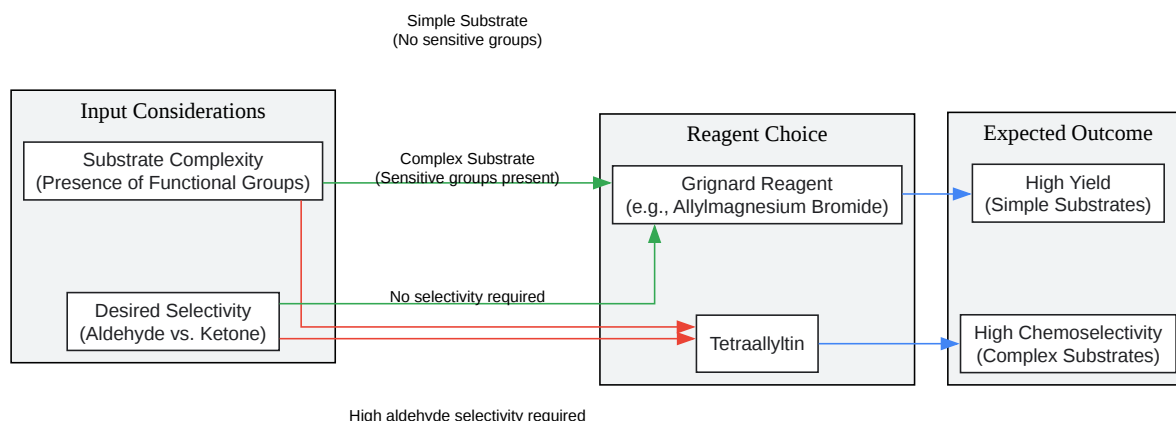 Simple Substrate
(No sensitive groups)
Input Considerations
Substrate Complexity
(Presence of Functional Groups)
Desired Selectivity
(Aldehyde vs. Ketone)
Complex Substrate
(Sensitive groups present)
No selectivity required
High aldehyde selectivity required
Reagent Choice
Grignard Reagent
(e.g., Allylmagnesium Bromide)
Tetraallyltin
Expected Outcome
High Yield
(Simple Substrates)
High Chemoselectivity
(Complex Substrates)